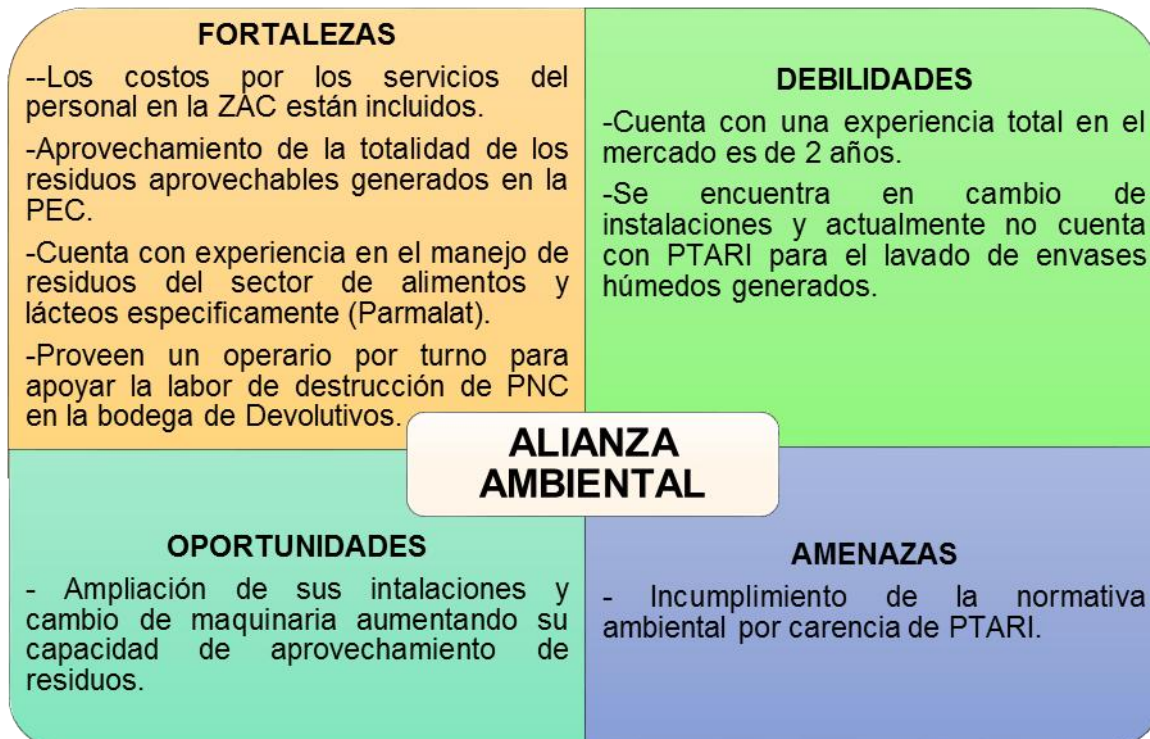 FORTALEZAS
--Los costos por los servicios del
personal en la ZAC están incluidos.
-Aprovechamiento de la totalidad de los
residuos aprovechables generados en la
PEC.
-Cuenta con experiencia en el manejo de
residuos del sector de alimentos y
lácteos especificamente (Parmalat).
-Proveen un operario por turno para
apoyar la labor de destrucción de PNC
en la bodega de Devolutivos.
DEBILIDADES
-Cuenta con una experiencia total en el
mercado es de 2 años.
-Se encuentra en cambio de
instalaciones y actualmente no cuenta
con PTARI para el lavado de envases
húmedos generados.
ALIANZA
AMBIENTAL
OPORTUNIDADES
- Ampliación de sus intalaciones y
cambio de maquinaria aumentando su
capacidad de aprovechamiento de
residuos.
AMENAZAS
- Incumplimiento de la normativa
ambiental por carencia de PTARI.